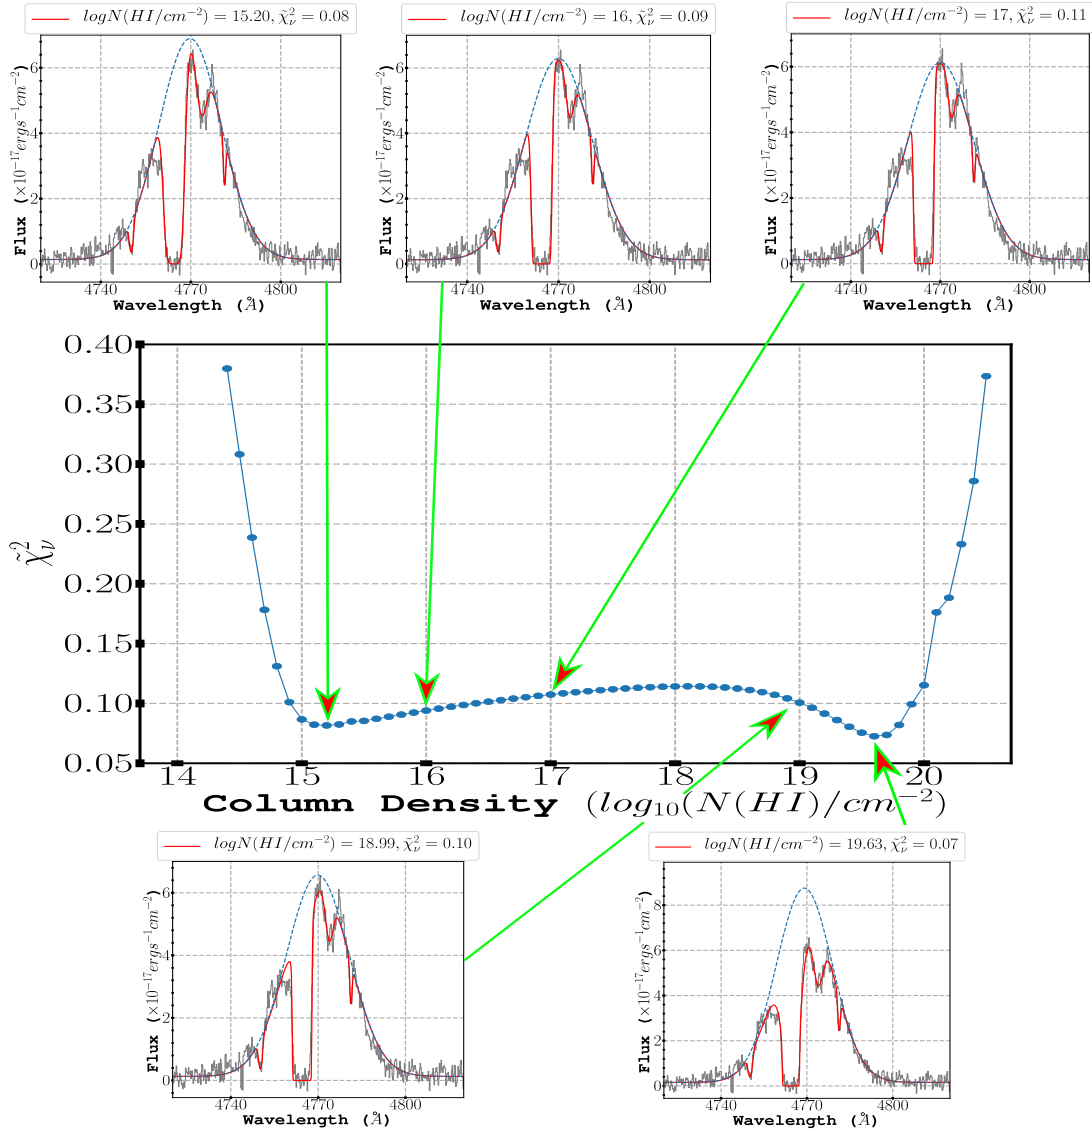 logN(HI/cm⁻²) = 15.20, χ̃²ᵥ = 0.08
Flux (×10⁻¹⁷ergs⁻¹cm⁻²)
6
4
2
0
4740 4770 4800
Wavelength (Å)
logN(HI/cm⁻²) = 16, χ̃²ᵥ = 0.09
Flux (×10⁻¹⁷ergs⁻¹cm⁻²)
6
4
2
0
4740 4770 4800
Wavelength (Å)
logN(HI/cm⁻²) = 17, χ̃²ᵥ = 0.11
Flux (×10⁻¹⁷ergs⁻¹cm⁻²)
6
4
2
0
4740 4770 4800
Wavelength (Å)
χ̃²ᵥ
0.40
0.35
0.30
0.25
0.20
0.15
0.10
0.05
14 15 16 17 18 19 20
Column Density (log₁₀(N(HI)/cm⁻²)
logN(HI/cm⁻²) = 18.99, χ̃²ᵥ = 0.10
Flux (×10⁻¹⁷ergs⁻¹cm⁻²)
6
4
2
0
4740 4770 4800
Wavelength (Å)
logN(HI/cm⁻²) = 19.63, χ̃²ᵥ = 0.07
Flux (×10⁻¹⁷ergs⁻¹cm⁻²)
8
6
4
2
0
4740 4770 4800
Wavelength (Å)